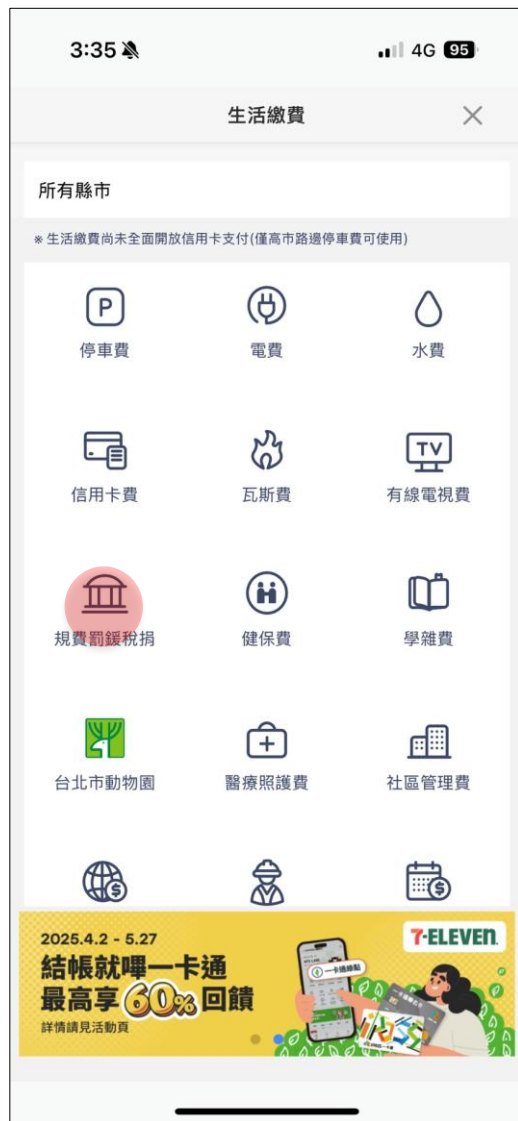 3:35
4G 95
生活繳費
所有縣市
※ 生活繳費尚未全面開放信用卡支付(僅高市路邊停車費可使用)
P
停車費
電費
水費
信用卡費
瓦斯費
TV
有線電視費
規費罰鍰稅捐
健保費
學雜費
台北市動物園
醫療照護費
社區管理費
2025.4.2 - 5.27
7-ELEVEN.
結帳就嗶一卡通
最高享60%回饋
詳情請見活動頁
一卡通綠點